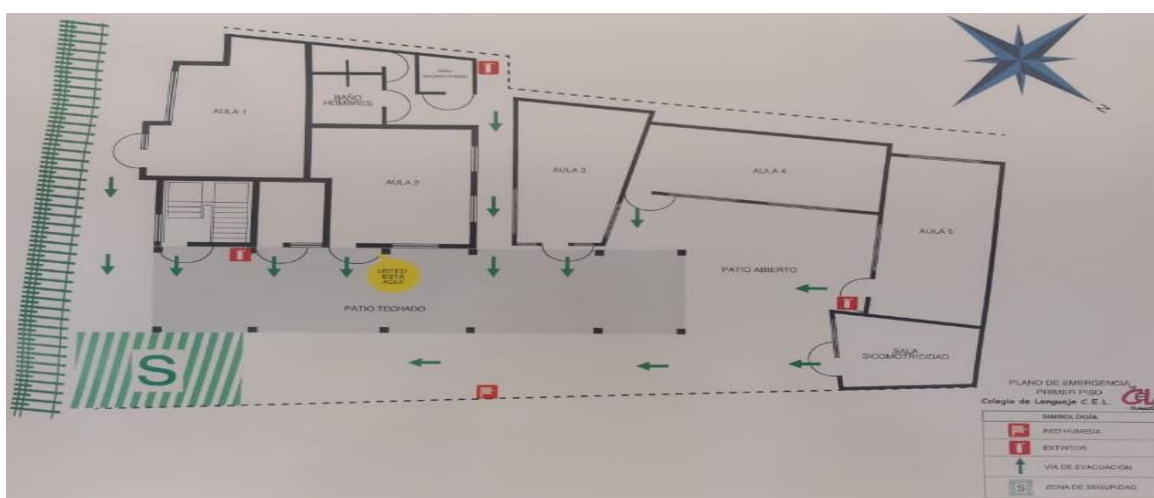 AULA 1
BAÑO
HOMBRES
AULA 2
USTED
ESTÁ
AQUÍ
PATIO TECHADO
AULA 3
AULA 4
AULA 5
PATIO ABIERTO
SALA
SICOMOTRICIDAD
S
N
PLANO DE EMERGENCIA
PRIMER PISO
Colegio de Lenguaje C.E.L.
SIMBOLOGÍA
RED HUMEDA
EXTINTOR
VÍA DE EVACUACIÓN
S
ZONA DE SEGURIDAD